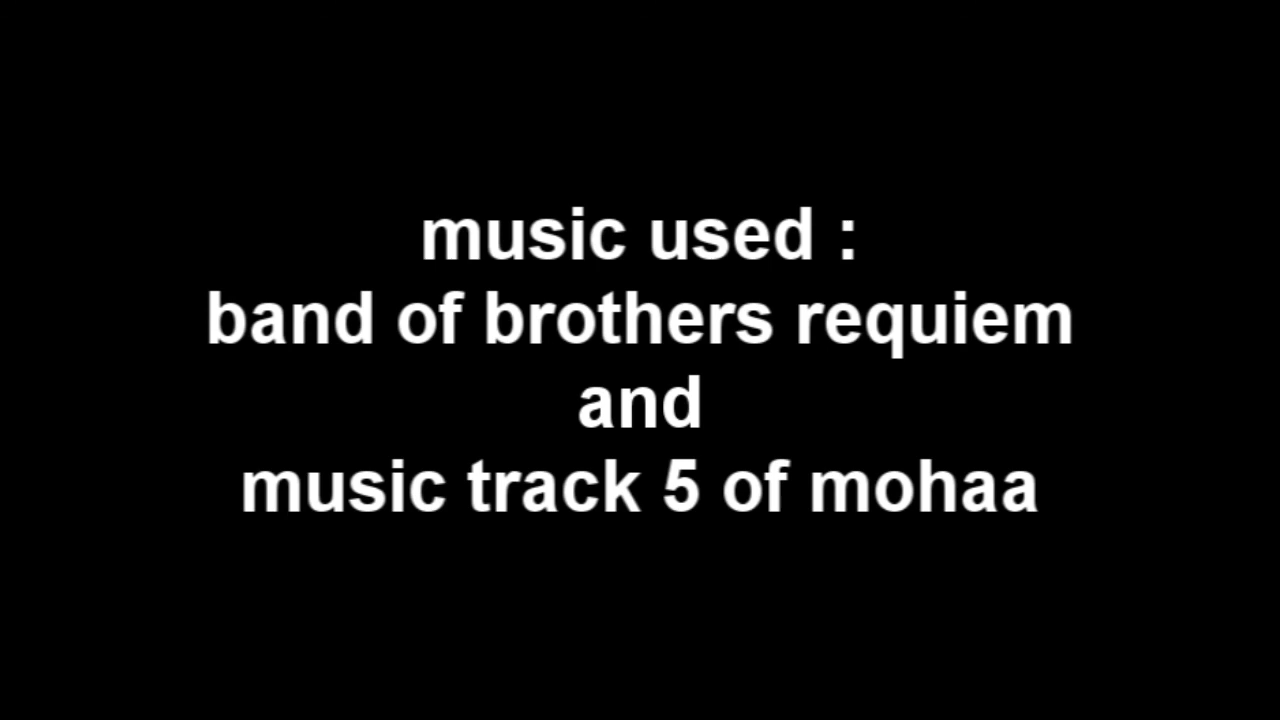 music used :
band of brothers requiem
and
music track 5 of mohaa